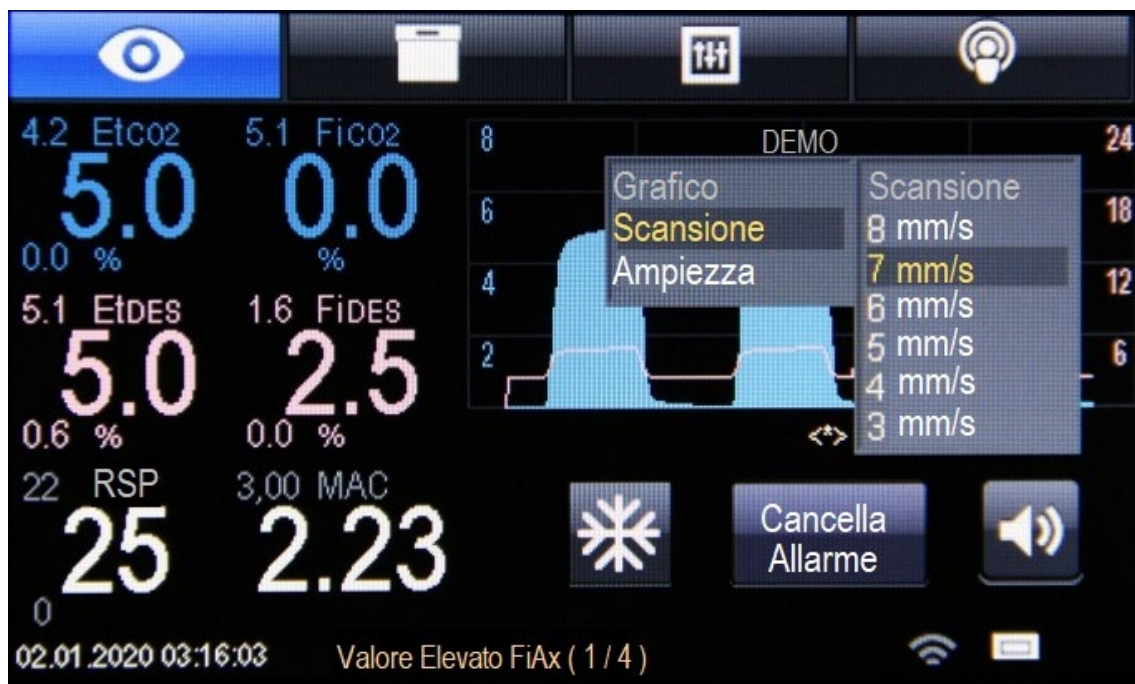 4.2 EtCO2 5.1 FiCO2
5.0 0.0
0.0 % %
5.1 EtDES 1.6 FiDES
5.0 2.5
0.6 % 0.0 %
22 RSP 3,00 MAC
25 2.23
0
8 DEMO 24
6 18
4 12
2 6
Grafico
Scansione
Ampiezza
Scansione
8 mm/s
7 mm/s
6 mm/s
5 mm/s
4 mm/s
3 mm/s
<*>
Cancella
Allarme
02.01.2020 03:16:03 Valore Elevato FiAx ( 1 / 4 )